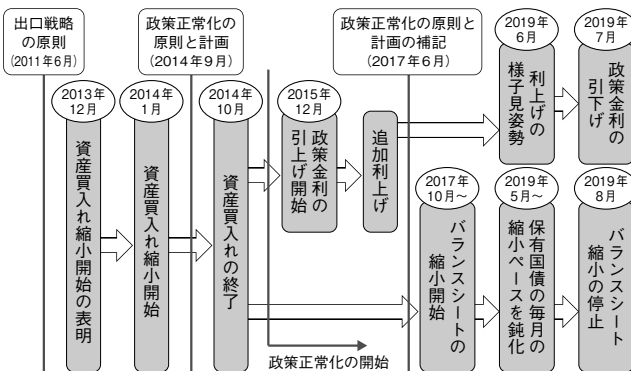 出口戦略
の原則
(2011年6月)
政策正常化の
原則と計画
(2014年9月)
政策正常化の原則と
計画の補記
(2017年6月)
2013年
12月
資産買入れ縮小開始の表明
2014年
1月
資産買入れ縮小開始
2014年
10月
資産買入れの終了
2015年
12月
政策金利の
引上げ開始
追加利上げ
2019年
6月
利上げの
様子見姿勢
2019年
7月
政策金利の
引下げ
2017年
10月〜
バランスシートの
縮小開始
2019年
5月〜
保有国債の毎月の
縮小ペースを鈍化
2019年
8月
バランスシート
縮小の停止
政策正常化の開始